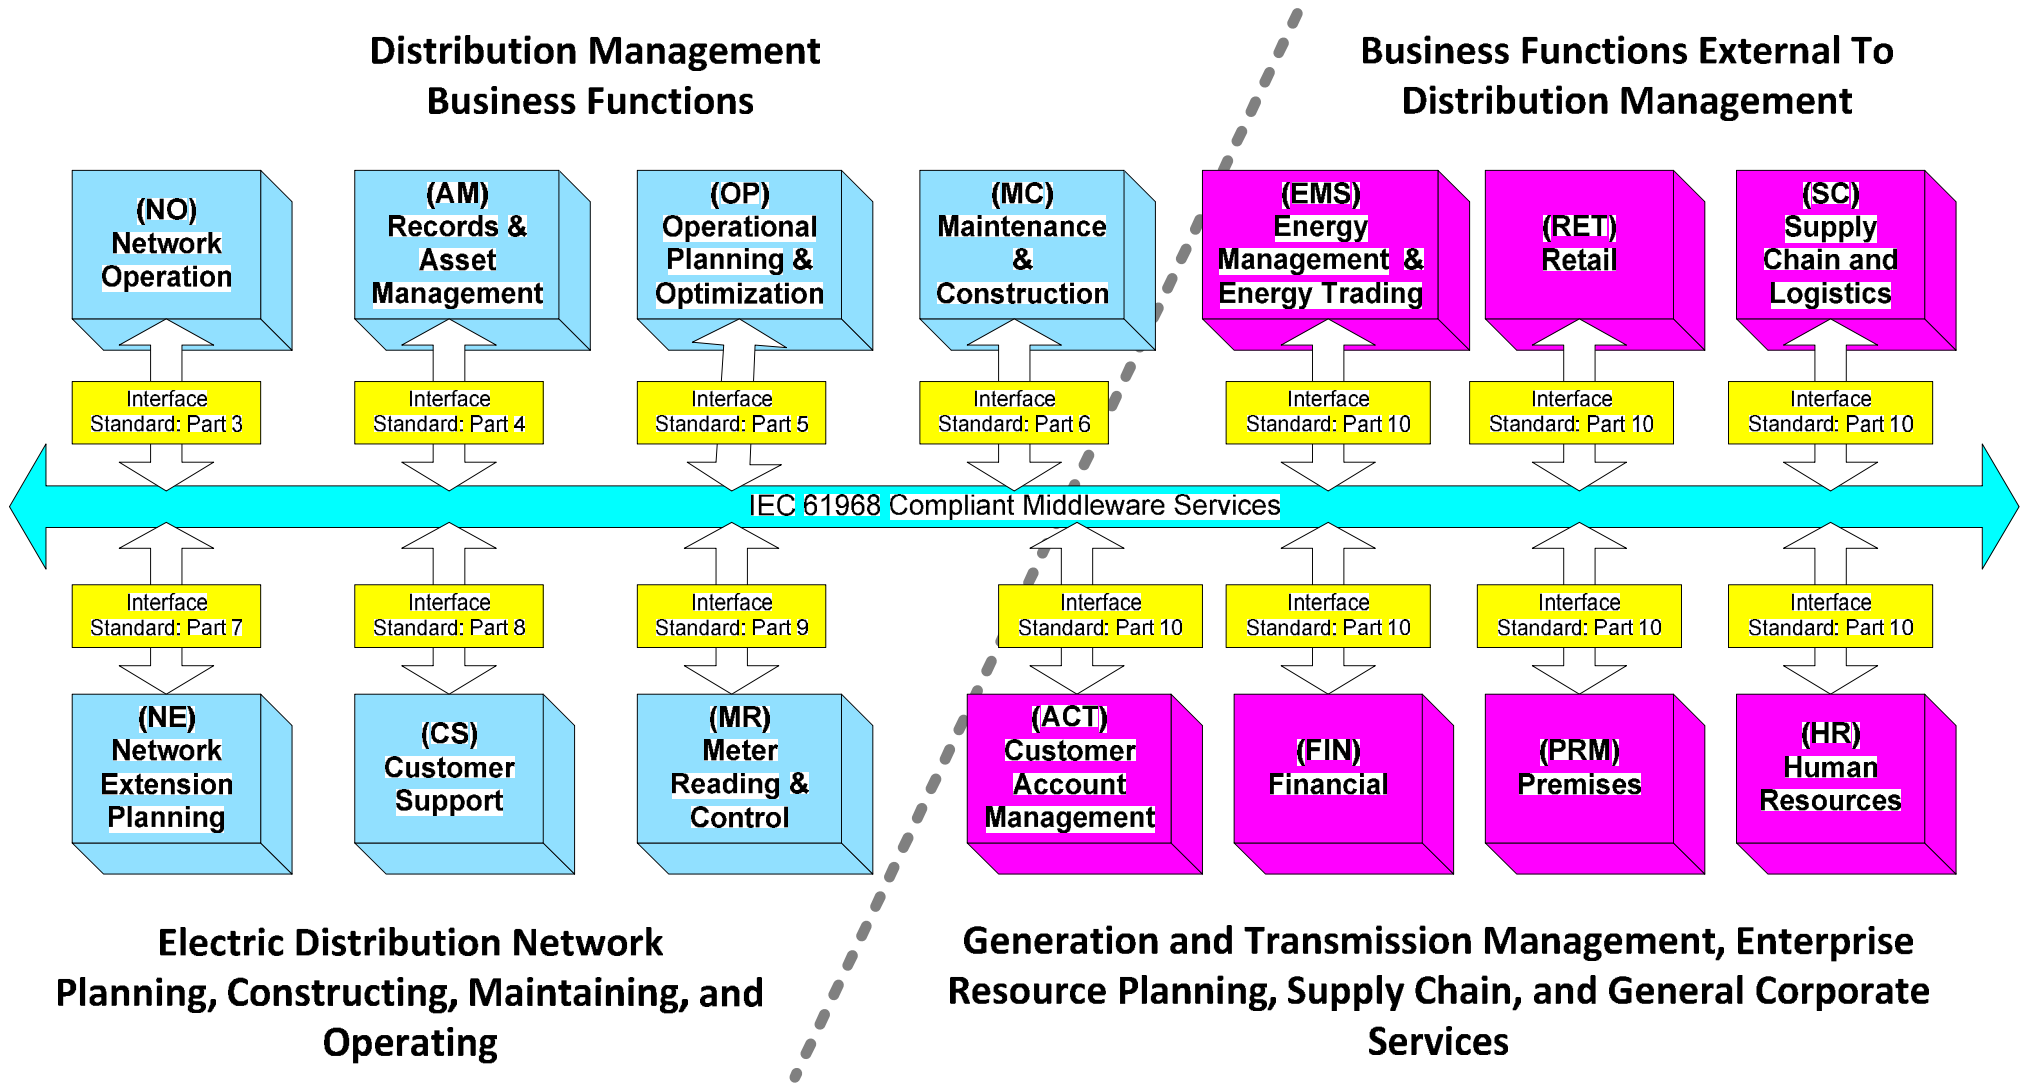 Distribution Management
Business Functions
Business Functions External To
Distribution Management
(NO)
Network
Operation
(AM)
Records &
Asset
Management
(OP)
Operational
Planning &
Optimization
(MC)
Maintenance
&
Construction
(EMS)
Energy
Management &
Energy Trading
(RET)
Retail
(SC)
Supply
Chain and
Logistics
Interface
Standard: Part 3
Interface
Standard: Part 4
Interface
Standard: Part 5
Interface
Standard: Part 6
Interface
Standard: Part 10
Interface
Standard: Part 10
Interface
Standard: Part 10
IEC 61968 Compliant Middleware Services
Interface
Standard: Part 7
Interface
Standard: Part 8
Interface
Standard: Part 9
Interface
Standard: Part 10
Interface
Standard: Part 10
Interface
Standard: Part 10
Interface
Standard: Part 10
(NE)
Network
Extension
Planning
(CS)
Customer
Support
(MR)
Meter
Reading &
Control
(ACT)
Customer
Account
Management
(FIN)
Financial
(PRM)
Premises
(HR)
Human
Resources
Electric Distribution Network
Planning, Constructing, Maintaining, and
Operating
Generation and Transmission Management, Enterprise
Resource Planning, Supply Chain, and General Corporate
Services